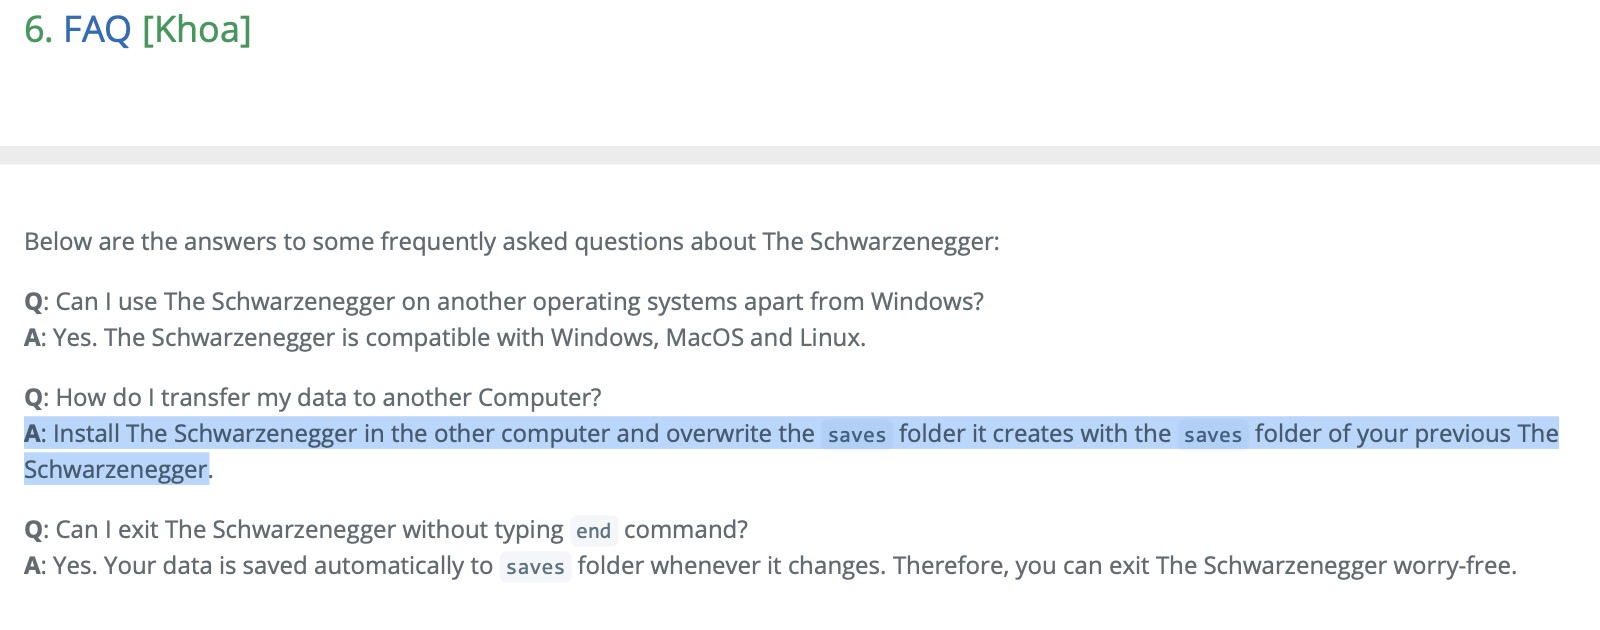 6. FAQ [Khoa]
Below are the answers to some frequently asked questions about The Schwarzenegger:
Q: Can I use The Schwarzenegger on another operating systems apart from Windows?
A: Yes. The Schwarzenegger is compatible with Windows, MacOS and Linux.
Q: How do I transfer my data to another Computer?
A: Install The Schwarzenegger in the other computer and overwrite the saves folder it creates with the saves folder of your previous The
Schwarzenegger.
Q: Can I exit The Schwarzenegger without typing end command?
A: Yes. Your data is saved automatically to saves folder whenever it changes. Therefore, you can exit The Schwarzenegger worry-free.